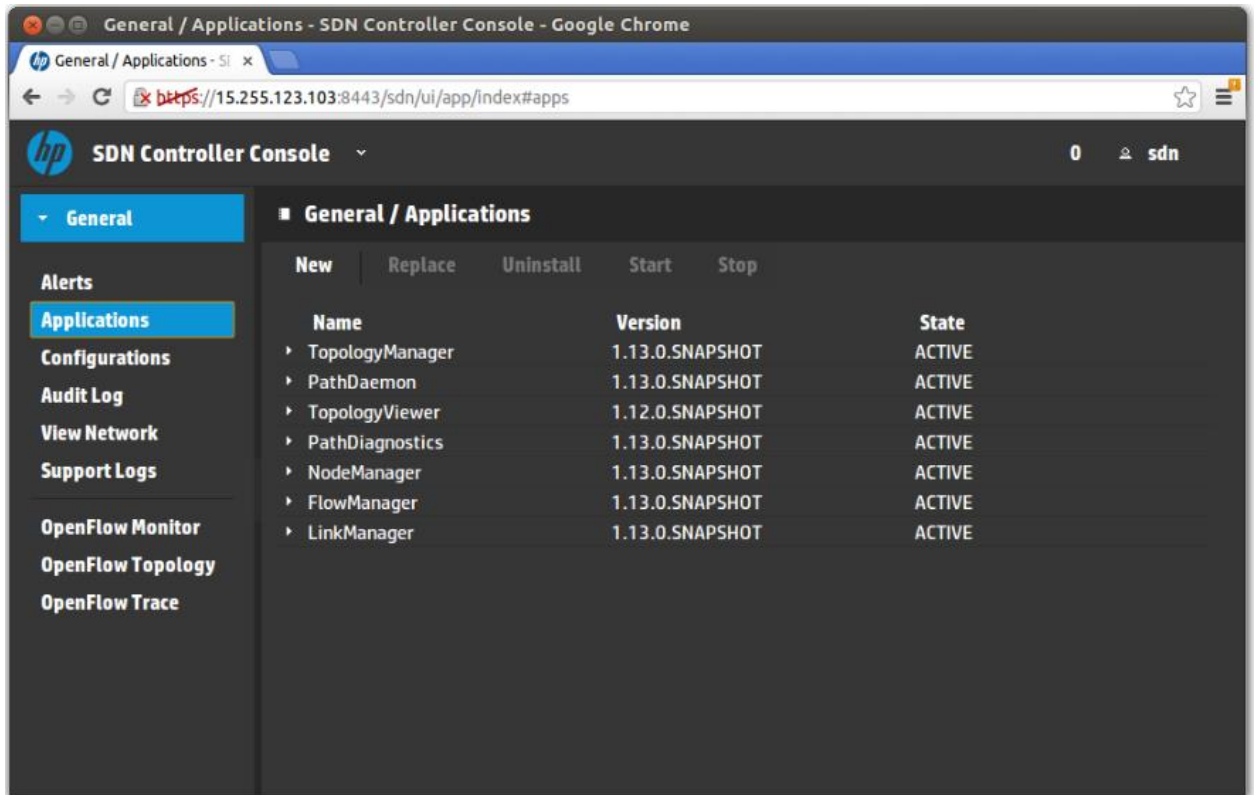 General / Applications - SDN Controller Console - Google Chrome
General / Applications - SD
https://15.255.123.103:8443/sdn/ui/app/index#apps
hp SDN Controller Console 0 sdn
General
General / Applications
New Replace Uninstall Start Stop
Alerts
Applications
Configurations
Audit Log
View Network
Support Logs
OpenFlow Monitor
OpenFlow Topology
OpenFlow Trace
Name Version State
TopologyManager 1.13.0.SNAPSHOT ACTIVE
PathDaemon 1.13.0.SNAPSHOT ACTIVE
TopologyViewer 1.12.0.SNAPSHOT ACTIVE
PathDiagnostics 1.13.0.SNAPSHOT ACTIVE
NodeManager 1.13.0.SNAPSHOT ACTIVE
FlowManager 1.13.0.SNAPSHOT ACTIVE
LinkManager 1.13.0.SNAPSHOT ACTIVE